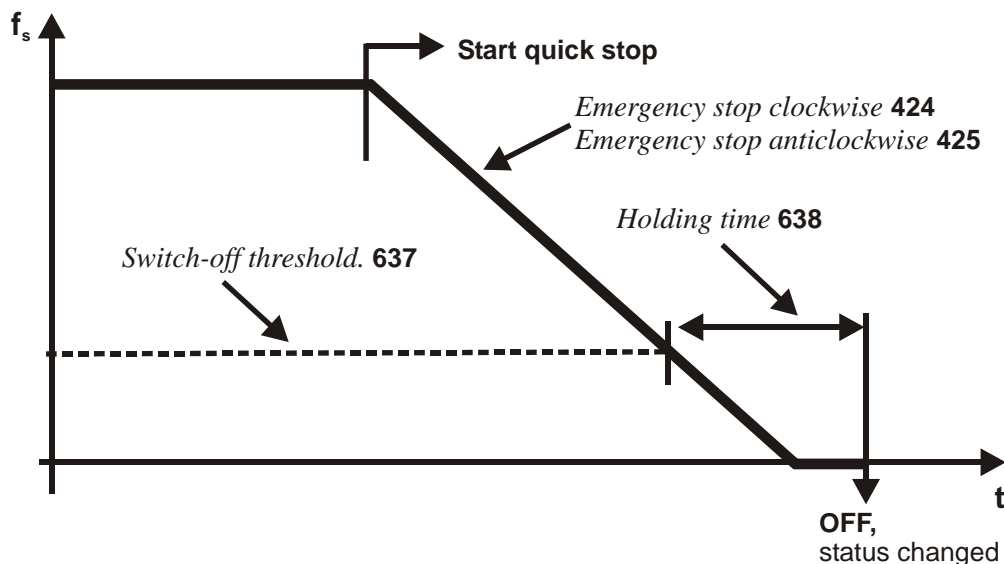 fs
Start quick stop
Emergency stop clockwise 424
Emergency stop anticlockwise 425
Holding time 638
Switch-off threshold. 637
t
OFF,
status changed